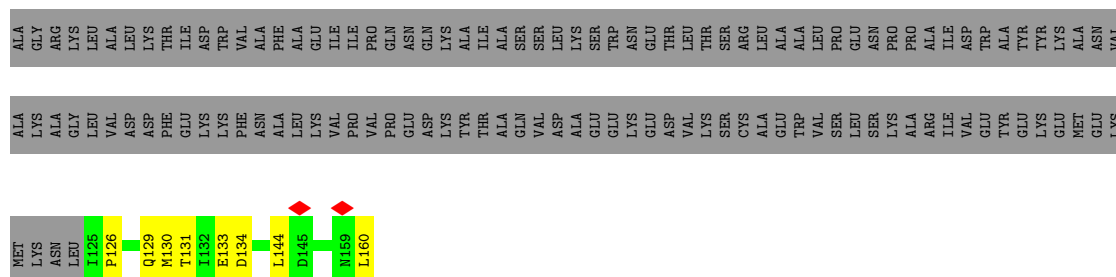 ALA GLY ARG LYS LEU ALA LEU LYS THR ILE ASP TRP VAL ALA PHE ALA GLU ILE ILE PRO GLN ASN GLN LYS ALA ILE ALA SER SER LEU LYS SER TRP ASN GLU THR LEU THR SER ARG LEU ALA ALA LEU PRO GLU ASN PRO PRO ALA ILE ASP TRP ALA TYR TYR LYS ALA ASN VAL
ALA LYS ALA GLY LEU VAL ASP ASP PHE GLU LYS LYS PHE ASN ALA LEU LYS VAL PRO VAL PRO GLU ASP LYS TYR THR ALA GLN VAL ASP ALA GLU GLU LYS GLU ASP VAL LYS SER CYS ALA GLU TRP VAL SER LEU SER LYS ALA ARG ILE VAL GLU TYR GLU LYS GLU MET GLU LYS
MET LYS ASN LEU I125 P126 Q129 M130 T131 I132 E133 D134 L144 D145 N159 L160